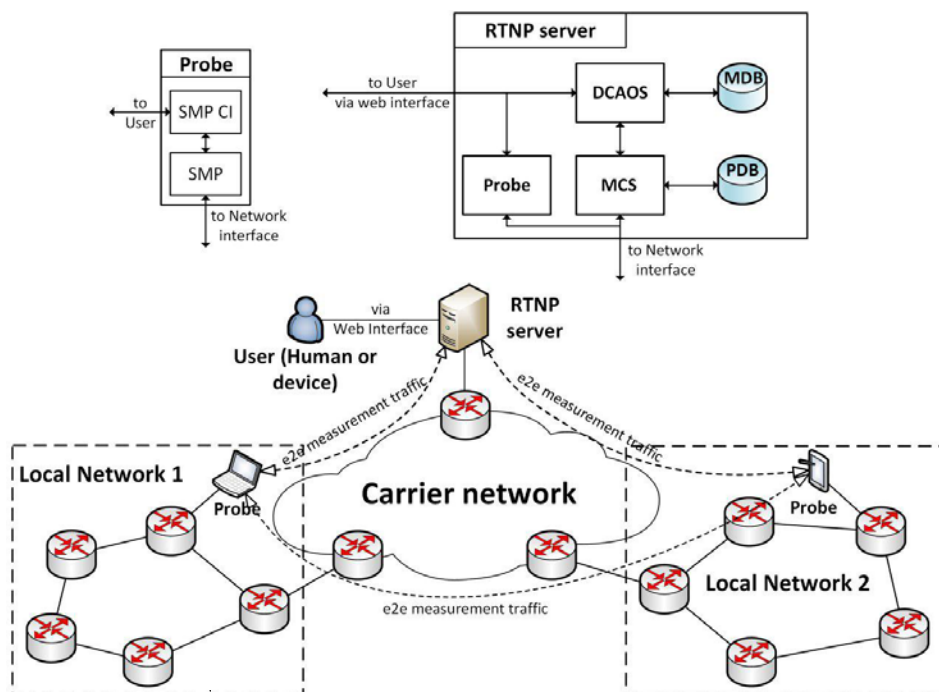 Probe
to
User
SMP CI
SMP
to Network
interface
RTNP server
to User
via web interface
DCAOS
MDB
Probe
MCS
PDB
to Network
interface
via
Web Interface
RTNP
server
User (Human or
device)
e2e measurement traffic
e2e measurement traffic
Local Network 1
Probe
Carrier network
Probe
Local Network 2
e2e measurement traffic